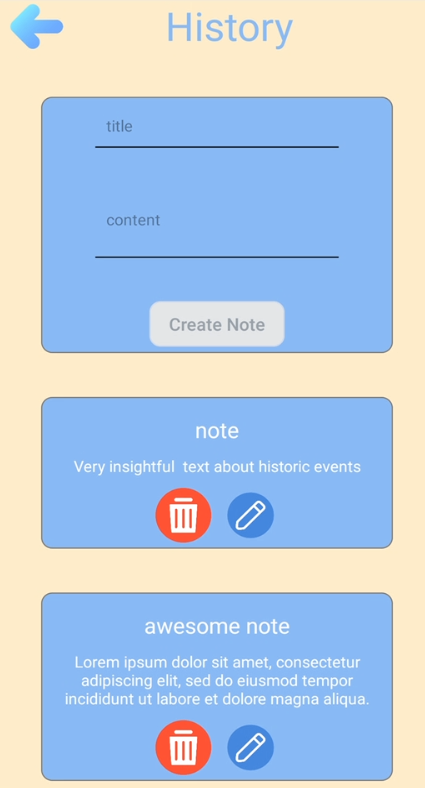 History
title
content
Create Note
note
Very insightful  text about historic events
awesome note
Lorem ipsum dolor sit amet, consectetur
adipiscing elit, sed do eiusmod tempor
incididunt ut labore et dolore magna aliqua.